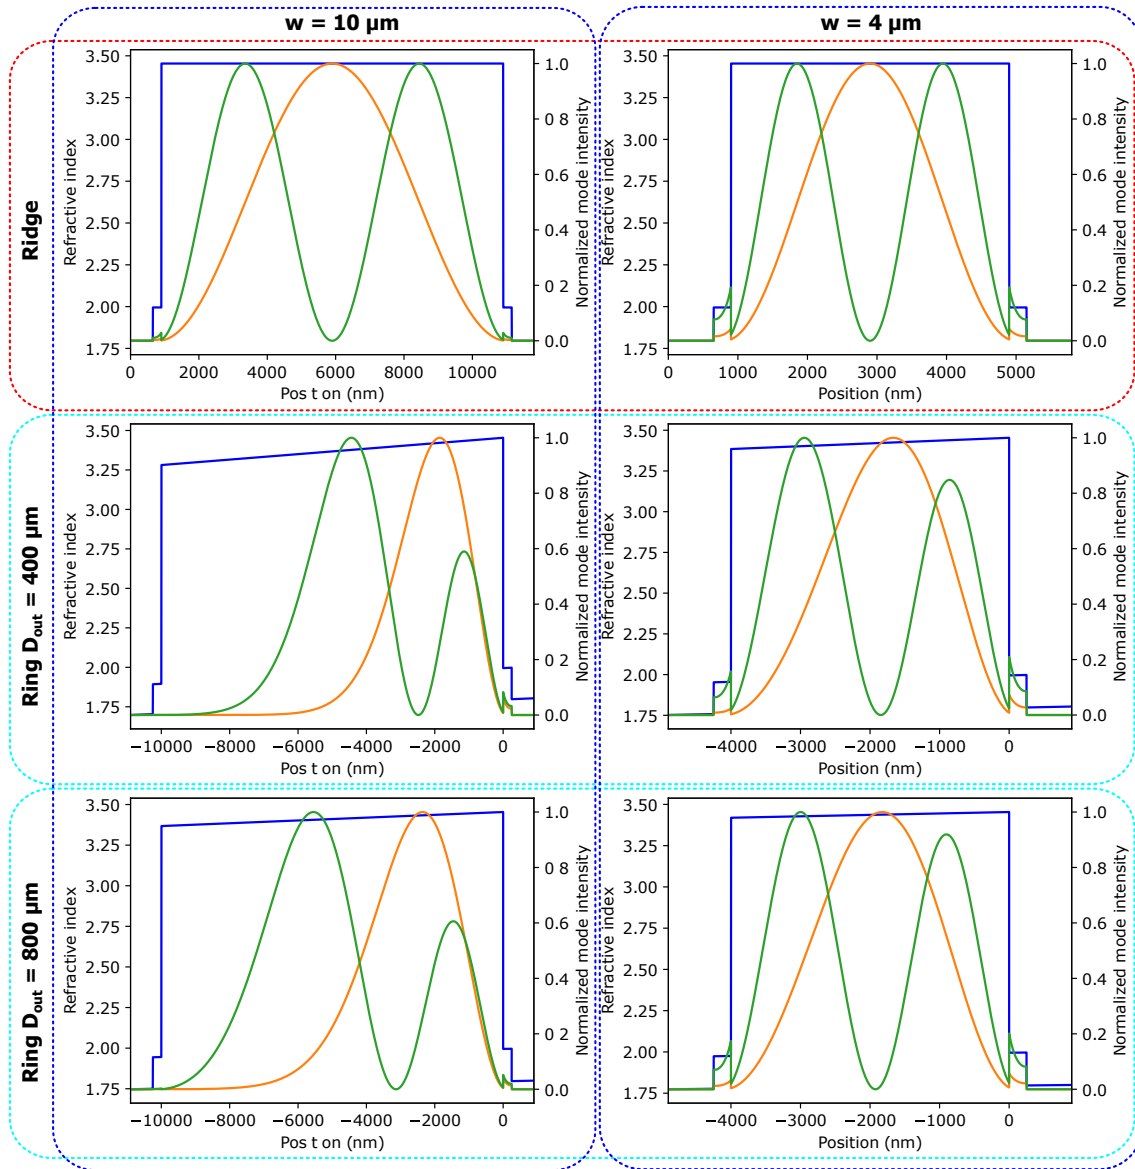 w = 10 µm
w = 4 µm
Ridge
Refractive index
3.50
3.25
3.00
2.75
2.50
2.25
2.00
1.75
0 2000 4000 6000 8000 10000
Pos t on (nm)
1.0
0.8
0.6
0.4
0.2
0.0
Normalized mode intensity
Refractive index
3.50
3.25
3.00
2.75
2.50
2.25
2.00
1.75
0 1000 2000 3000 4000 5000
Position (nm)
1.0
0.8
0.6
0.4
0.2
0.0
Normalized mode intensity
Ring Dout = 400 µm
Refractive index
3.50
3.25
3.00
2.75
2.50
2.25
2.00
1.75
−10000 −8000 −6000 −4000 −2000 0
Pos t on (nm)
1.0
0.8
0.6
0.4
0.2
0.0
Normalized mode intensity
Refractive index
3.50
3.25
3.00
2.75
2.50
2.25
2.00
1.75
−4000 −3000 −2000 −1000 0
Position (nm)
1.0
0.8
0.6
0.4
0.2
0.0
Normalized mode intensity
Ring Dout = 800 µm
Refractive index
3.50
3.25
3.00
2.75
2.50
2.25
2.00
1.75
−10000 −8000 −6000 −4000 −2000 0
Pos t on (nm)
1.0
0.8
0.6
0.4
0.2
0.0
Normalized mode intensity
Refractive index
3.50
3.25
3.00
2.75
2.50
2.25
2.00
1.75
−4000 −3000 −2000 −1000 0
Position (nm)
1.0
0.8
0.6
0.4
0.2
0.0
Normalized mode intensity